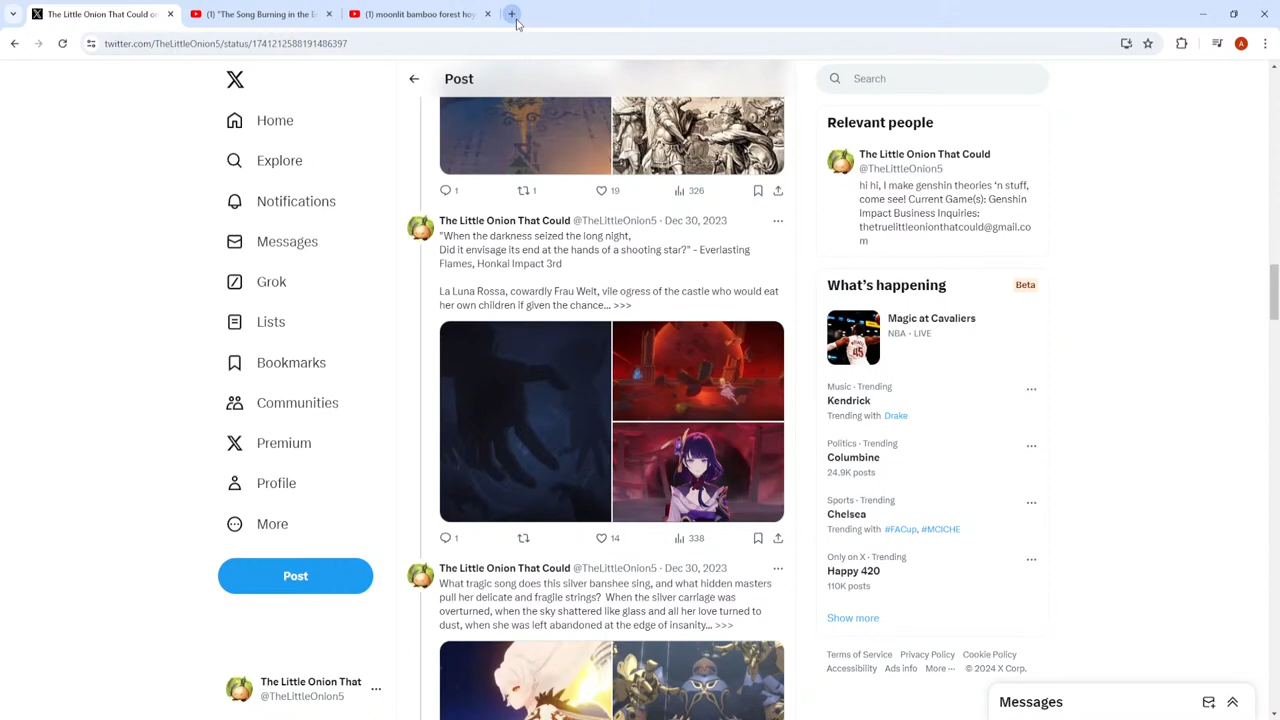 The Little Onion That Could on
(1) "The Song Burning in the E
(1) moonlit bamboo forest hoy
twitter.com/TheLittleOnion5/status/1741212588191486397
A
Home
Explore
Notifications
Messages
Grok
Lists
Bookmarks
Communities
Premium
Profile
More
Post
The Little Onion That
@TheLittleOnion5
Post
1
1
19
326
The Little Onion That Could @TheLittleOnion5 · Dec 30, 2023
"When the darkness seized the long night,
Did it envisage its end at the hands of a shooting star?" - Everlasting
Flames, Honkai Impact 3rd
La Luna Rossa, cowardly Frau Welt, vile ogress of the castle who would eat
her own children if given the chance... >>>
1
14
338
The Little Onion That Could @TheLittleOnion5 · Dec 30, 2023
What tragic song does this silver banshee sing, and what hidden masters
pull her delicate and fragile strings? When the silver carriage was
overturned, when the sky shattered like glass and all her love turned to
dust, when she was left abandoned at the edge of insanity... >>>
Search
Relevant people
The Little Onion That Could
@TheLittleOnion5
hi hi, I make genshin theories 'n stuff,
come see! Current Game(s): Genshin
Impact Business Inquiries:
thetruelittleonionthatcould@gmail.co
m
What's happening
Beta
Magic at Cavaliers
NBA · LIVE
Music · Trending
Kendrick
Trending with Drake
Politics · Trending
Columbine
24.9K posts
Sports · Trending
Chelsea
Trending with #FACup, #MCICHE
Only on X · Trending
Happy 420
110K posts
Show more
Terms of Service Privacy Policy Cookie Policy
Accessibility Ads info More ··· © 2024 X Corp.
Messages